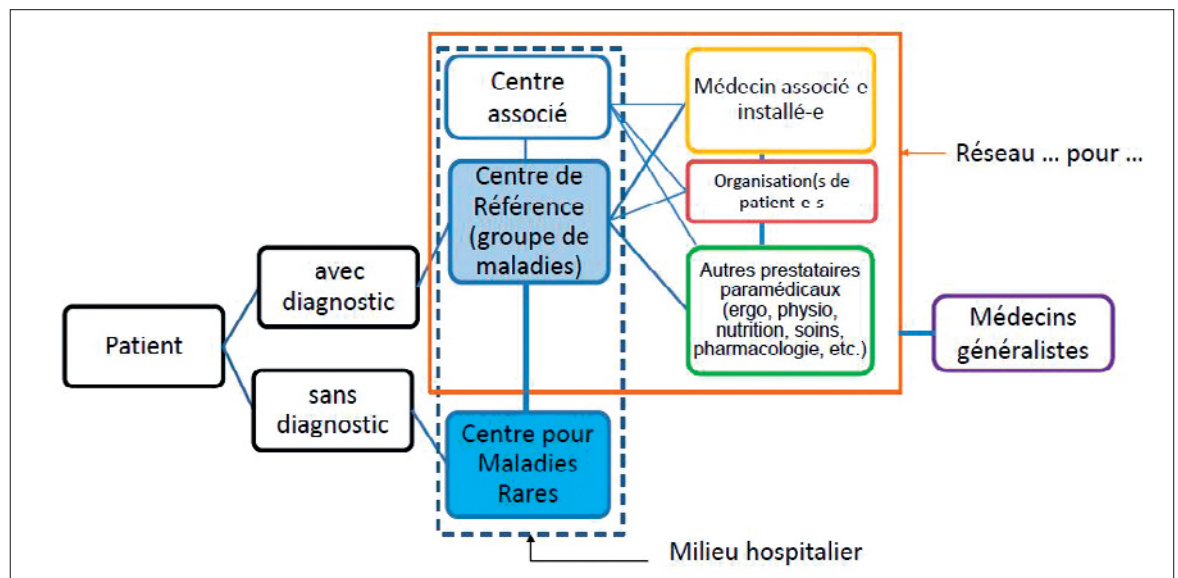 Centre
associé
Médecin associé-e
installé-e
Réseau ... pour ...
Centre de
Référence
(groupe de
maladies)
Organisation(s de
patient-e-s
avec
diagnostic
Autres prestataires
paramédicaux
(ergo, physio,
nutrition, soins,
pharmacologie, etc.)
Patient
Médecins
généralistes
sans
diagnostic
Centre pour
Maladies
Rares
Milieu hospitalier